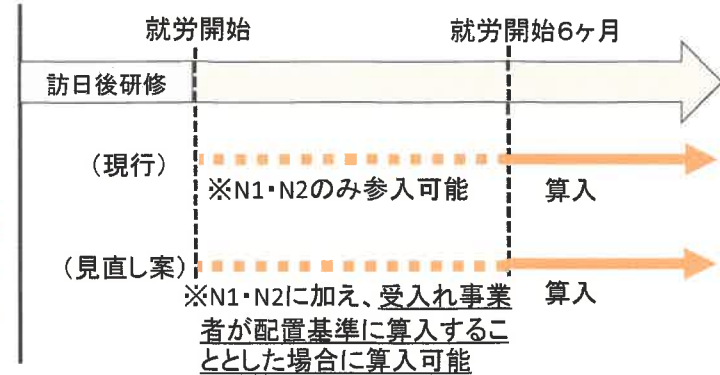 就労開始
就労開始6ヶ月
訪日後研修
(現行)
※N1・N2のみ参入可能
算入
(見直し案)
※N1・N2に加え、受入れ事業
者が配置基準に算入するこ
ととした場合に算入可能
算入